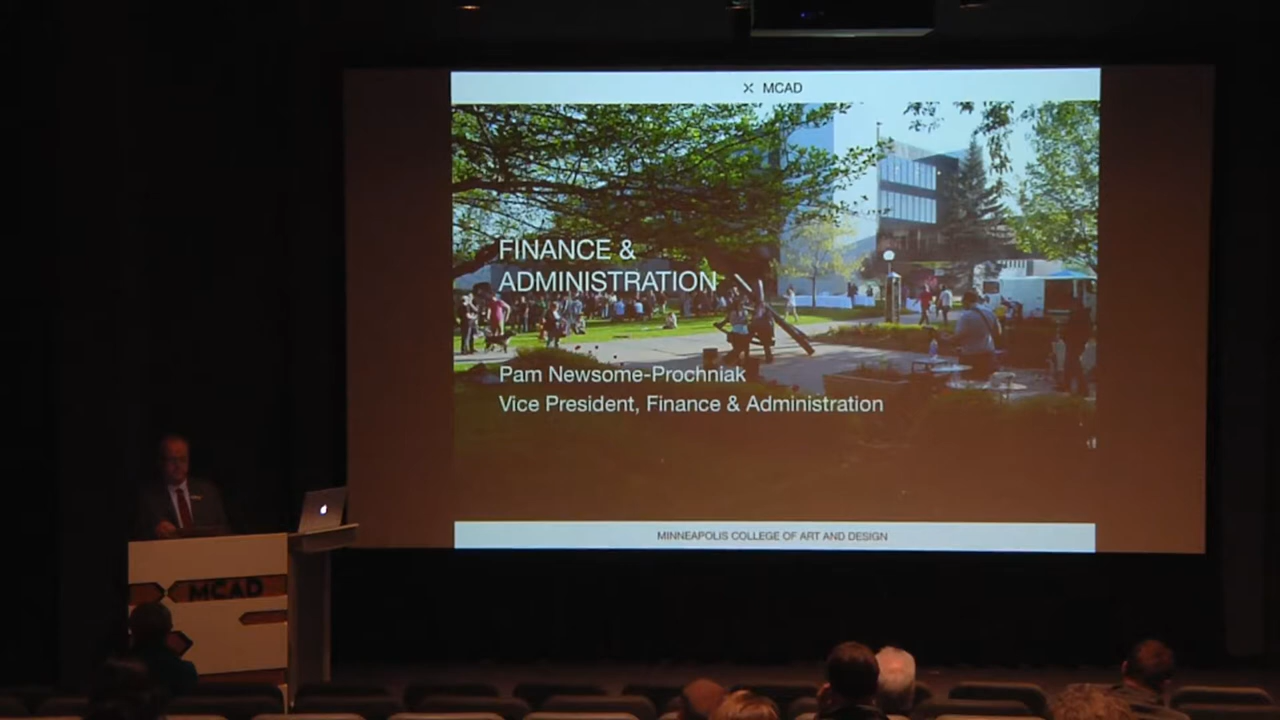 MCAD
FINANCE &
ADMINISTRATION
Pam Newsome-Prochniak
Vice President, Finance & Administration
MINNEAPOLIS COLLEGE OF ART AND DESIGN
MCAD